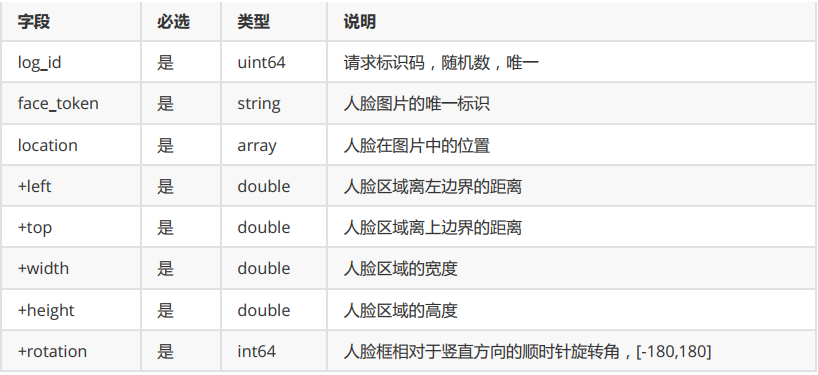 字段 必选 类型 说明
log_id 是 uint64 请求标识码，随机数，唯一
face_token 是 string 人脸图片的唯一标识
location 是 array 人脸在图片中的位置
+left 是 double 人脸区域离左边界的距离
+top 是 double 人脸区域离上边界的距离
+width 是 double 人脸区域的宽度
+height 是 double 人脸区域的高度
+rotation 是 int64 人脸框相对于竖直方向的顺时针旋转角，[-180,180]